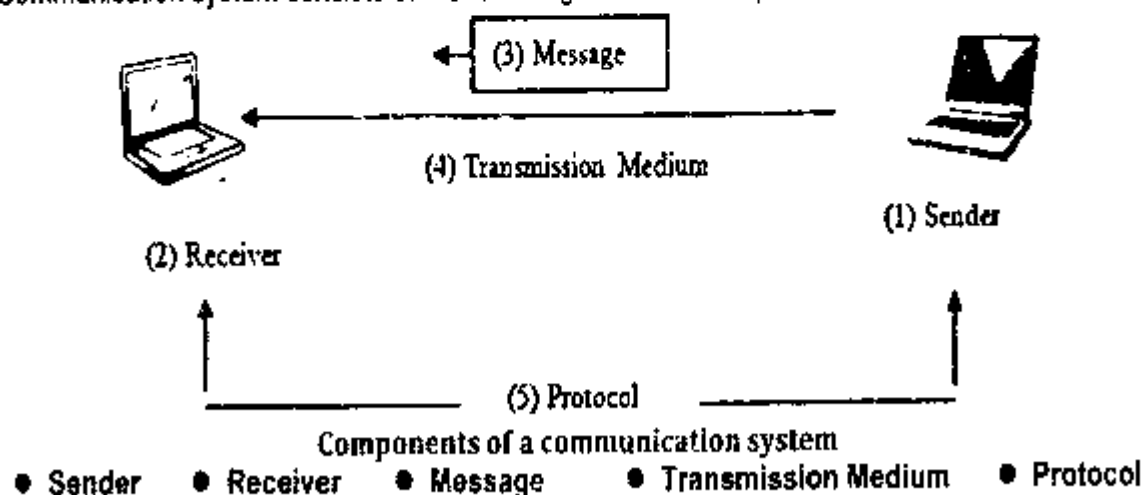 (3) Message
(4) Transmission Medium
(1) Sender
(2) Receiver
(5) Protocol
Components of a communication system
● Sender ● Receiver ● Message ● Transmission Medium ● Protocol